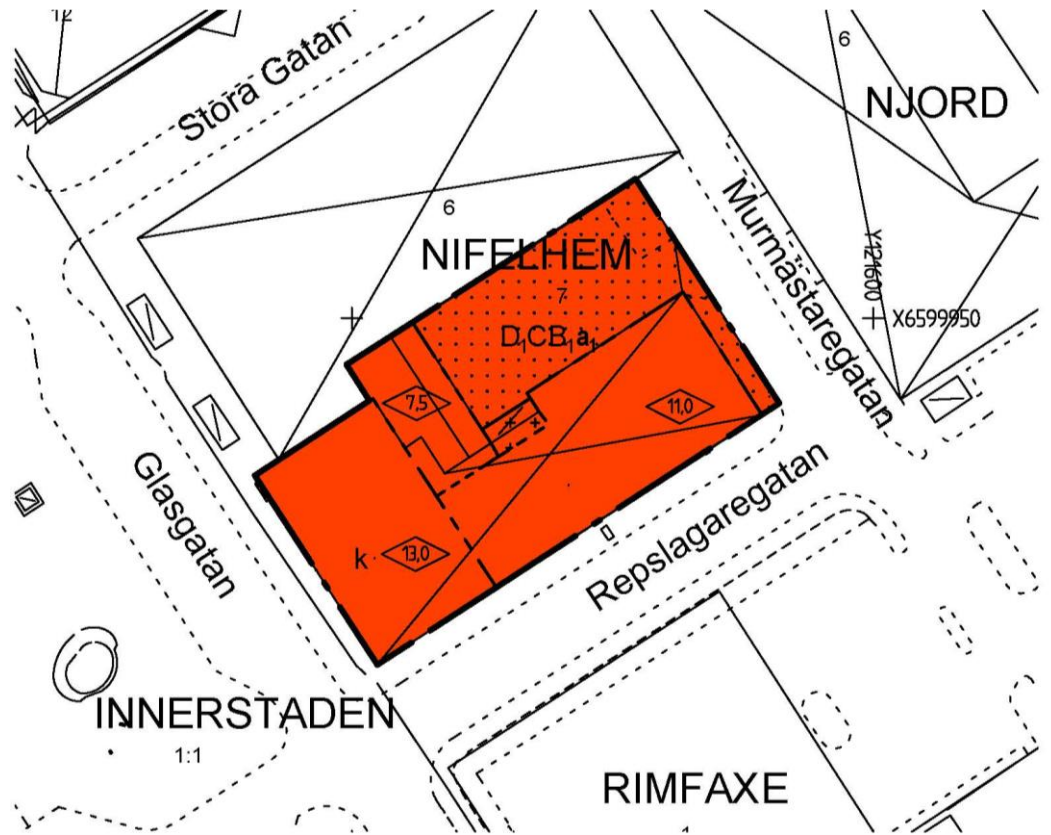 12
Stora Gatan
6
NJORD
6
NIFELHEM
Murmästaregatan
Y121600
X6599950
7
D1CB1a1
7,5
11,0
Glasgatan
k
13,0
Repslagaregatan
INNERSTADEN
1:1
RIMFAXE